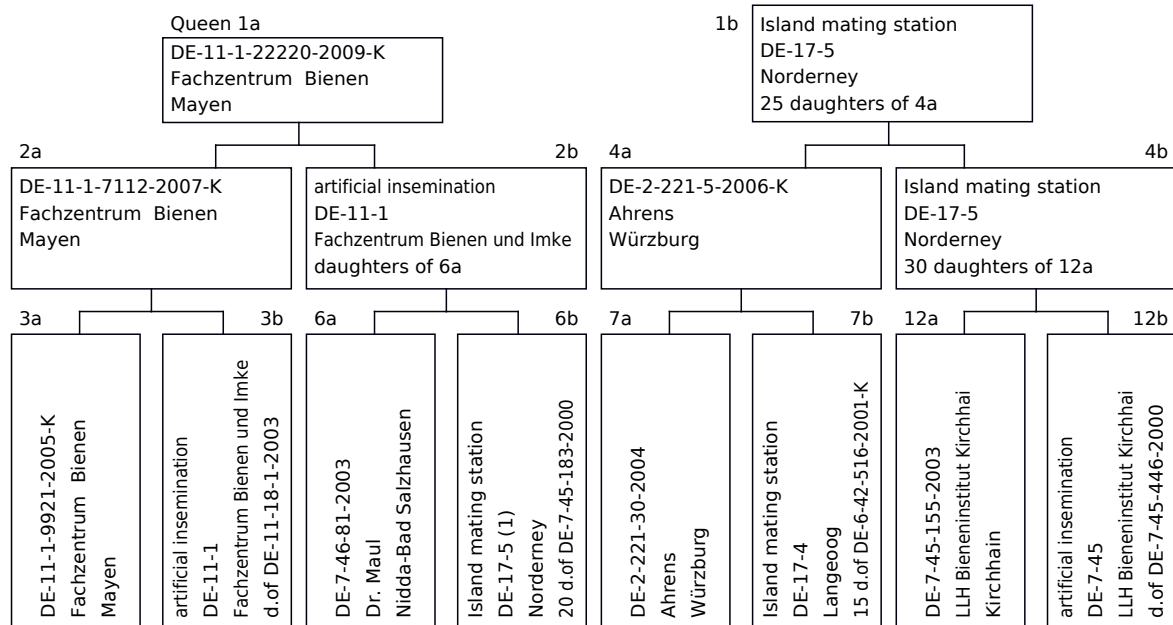 Queen 1a
DE-11-1-22220-2009-K
Fachzentrum Bienen
Mayen
1b
Island mating station
DE-17-5
Norderney
25 daughters of 4a
2a
DE-11-1-7112-2007-K
Fachzentrum Bienen
Mayen
2b
artificial insemination
DE-11-1
Fachzentrum Bienen und Imke
daughters of 6a
4a
DE-2-221-5-2006-K
Ahrens
Würzburg
4b
Island mating station
DE-17-5
Norderney
30 daughters of 12a
3a
DE-11-1-9921-2005-K
Fachzentrum Bienen
Mayen
3b
artificial insemination
DE-11-1
Fachzentrum Bienen und Imke
d.of DE-11-18-1-2003
6a
DE-7-46-81-2003
Dr. Maul
Nidda-Bad Salzhausen
6b
Island mating station
DE-17-5 (1)
Norderney
20 d.of DE-7-45-183-2000
7a
DE-2-221-30-2004
Ahrens
Würzburg
7b
Island mating station
DE-17-4
Langeoog
15 d.of DE-6-42-516-2001-K
12a
DE-7-45-155-2003
LLH Bieneninstitut Kirchhai
Kirchhain
12b
artificial insemination
DE-7-45
LLH Bieneninstitut Kirchhai
d.of DE-7-45-446-2000